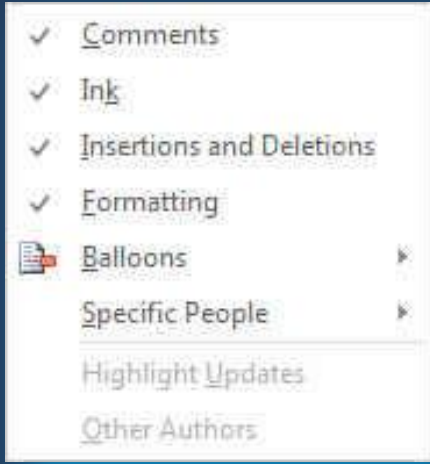 Comments
Ink
Insertions and Deletions
Formatting
Balloons
Specific People
Highlight Updates
Other Authors